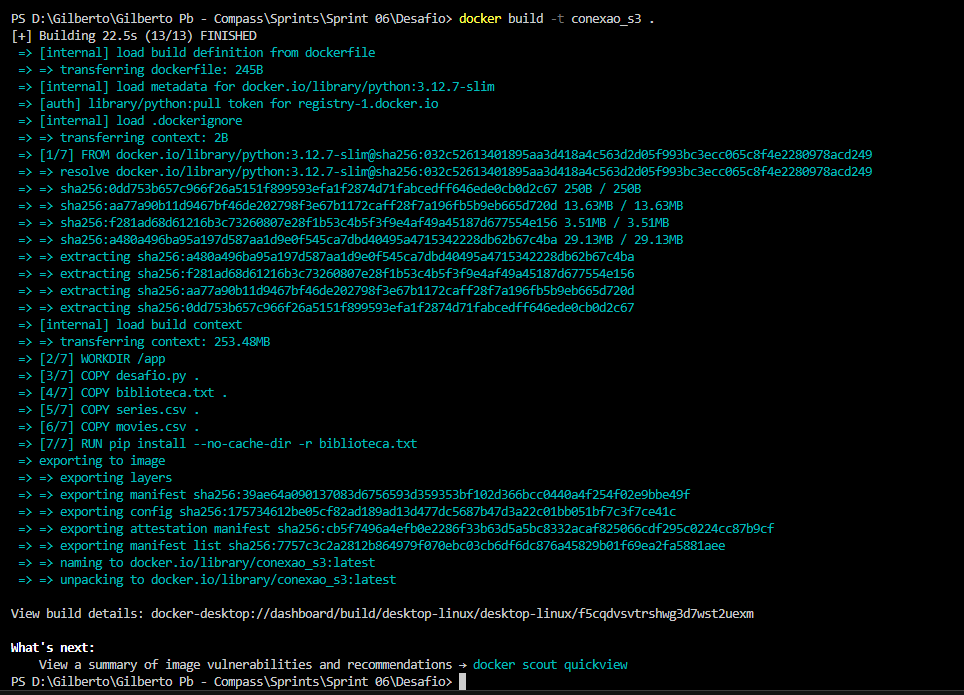 PS D:\Gilberto\Gilberto Pb - Compass\Sprints\Sprint 06\Desafio> docker build -t conexao_s3 .
[+] Building 22.5s (13/13) FINISHED
=> [internal] load build definition from dockerfile
=> => transferring dockerfile: 245B
=> [internal] load metadata for docker.io/library/python:3.12.7-slim
=> [auth] library/python:pull token for registry-1.docker.io
=> [internal] load .dockerignore
=> => transferring context: 2B
=> [1/7] FROM docker.io/library/python:3.12.7-slim@sha256:032c52613401895aa3d418a4c563d2d05f993bc3ecc065c8f4e2280978acd249
=> => resolve docker.io/library/python:3.12.7-slim@sha256:032c52613401895aa3d418a4c563d2d05f993bc3ecc065c8f4e2280978acd249
=> => sha256:0dd753b657c966f26a5151f899593efa1f2874d71fabcedff646ede0cb0d2c67 250B / 250B
=> => sha256:aa77a90b11d9467bf46de202798f3e67b1172caff28f7a196fb5b9eb665d720d 13.63MB / 13.63MB
=> => sha256:f281ad68d61216b3c73260807e28f1b53c4b5f3f9e4af49a45187d677554e156 3.51MB / 3.51MB
=> => sha256:a480a496ba95a197d587aa1d9e0f545ca7dbd40495a4715342228db62b67c4ba 29.13MB / 29.13MB
=> => extracting sha256:a480a496ba95a197d587aa1d9e0f545ca7dbd40495a4715342228db62b67c4ba
=> => extracting sha256:f281ad68d61216b3c73260807e28f1b53c4b5f3f9e4af49a45187d677554e156
=> => extracting sha256:aa77a90b11d9467bf46de202798f3e67b1172caff28f7a196fb5b9eb665d720d
=> => extracting sha256:0dd753b657c966f26a5151f899593efa1f2874d71fabcedff646ede0cb0d2c67
=> [internal] load build context
=> => transferring context: 253.48MB
=> [2/7] WORKDIR /app
=> [3/7] COPY desafio.py .
=> [4/7] COPY biblioteca.txt .
=> [5/7] COPY series.csv .
=> [6/7] COPY movies.csv .
=> [7/7] RUN pip install --no-cache-dir -r biblioteca.txt
=> exporting to image
=> => exporting layers
=> => exporting manifest sha256:39ae64a090137083d6756593d359353bf102d366bcc0440a4f254f02e9bbe49f
=> => exporting config sha256:175734612be05cf82ad189ad13d477dc5687b47d3a22c01bb051bf7c3f7ce41c
=> => exporting attestation manifest sha256:cb5f7496a4efb0e2286f33b63d5a5bc8332acaf825066cdf295c0224cc87b9cf
=> => exporting manifest list sha256:7757c3c2a2812b864979f070ebc03cb6df6dc876a45829b01f69ea2fa5881aee
=> => naming to docker.io/library/conexao_s3:latest
=> => unpacking to docker.io/library/conexao_s3:latest
View build details: docker-desktop://dashboard/build/desktop-linux/desktop-linux/f5cqdvsvtrshwg3d7wst2uexm
What's next:
View a summary of image vulnerabilities and recommendations → docker scout quickview
PS D:\Gilberto\Gilberto Pb - Compass\Sprints\Sprint 06\Desafio>